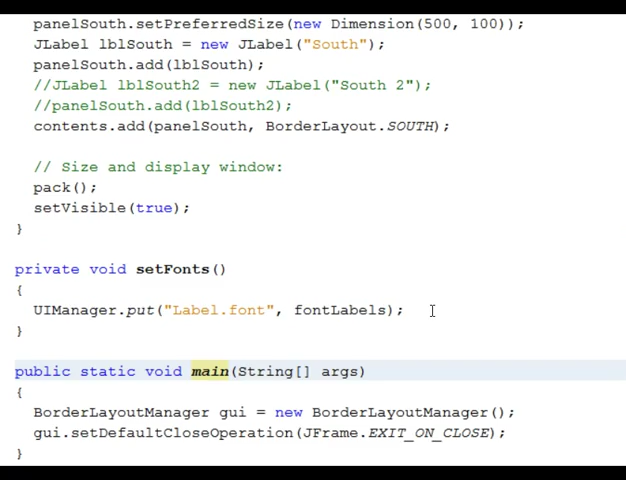 panelSouth.setPreferredSize(new Dimension(500, 100));
JLabel lblSouth = new JLabel("South");
panelSouth.add(lblSouth);
//JLabel lblSouth2 = new JLabel("South 2");
//panelSouth.add(lblSouth2);
contents.add(panelSouth, BorderLayout.SOUTH);
// Size and display window:
pack();
setVisible(true);
}
private void setFonts()
{
UIManager.put("Label.font", fontLabels);
}
public static void main(String[] args)
{
BorderLayoutManager gui = new BorderLayoutManager();
gui.setDefaultCloseOperation(JFrame.EXIT_ON_CLOSE);
}